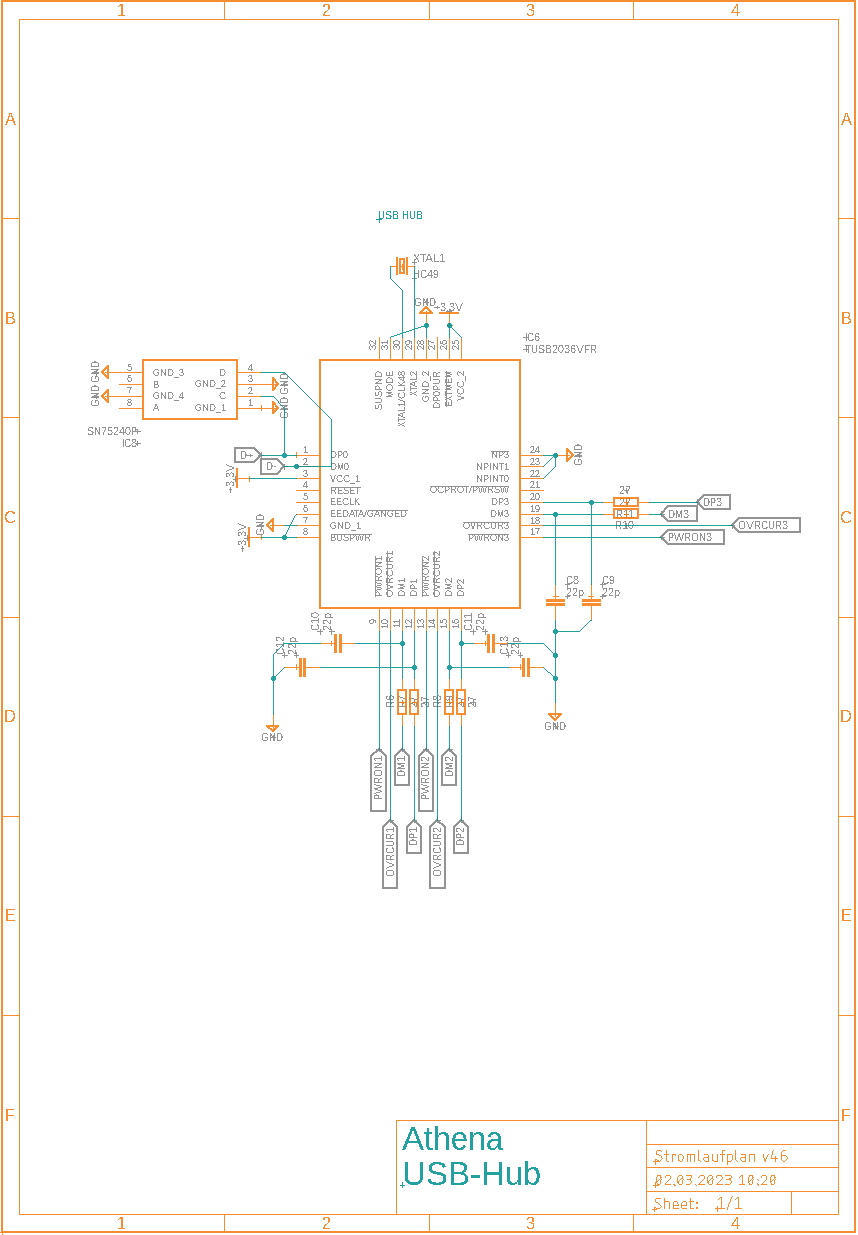 1 2 3 4
A A
USB HUB
B B
XTAL1
HC49
GND +3.3V
IC6
TUSB2036VFR
32 31 30 29 28 27 26 25
SUSPND MODE XTAL1/CLK48 XTAL2 GND_2 DP0PUR EXTMEM VCC_2
GND 5 GND_3 D 4
6 B GND_2 3 GND
GND 7 GND_4 C 2
8 A GND_1 1 GND
SN75240P
IC8
C C
D+ 1 DP0
D- 2 DM0
+3.3V 3 VCC_1
4 RESET
5 EECLK
6 EEDATA/GANGED
GND 7 GND_1
+3.3V 8 BUSPWR
NP3 24 GND
NPINT1 23
NPINT0 22
OCPROT/PWRSW 21
DP3 20 27 DP3
DM3 19 R11 DM3
OVRCUR3 18 R10 OVRCUR3
PWRON3 17 PWRON3
PWRON1 OVRCUR1 DM1 DP1 PWRON2 OVRCUR2 DM2 DP2
9 10 11 12 13 14 15 16
C8
22p
C9
22p
C10
22p
C12
22p
C11
22p
C13
22p
D D
R6 27 R8 27
GND GND
PWRON1 DM1 PWRON2 DM2
OVRCUR1 DP1 OVRCUR2 DP2
E E
F F
Athena
USB-Hub
Stromlaufplan v46
02.03.2023 10:20
Sheet: 1/1
1 2 3 4